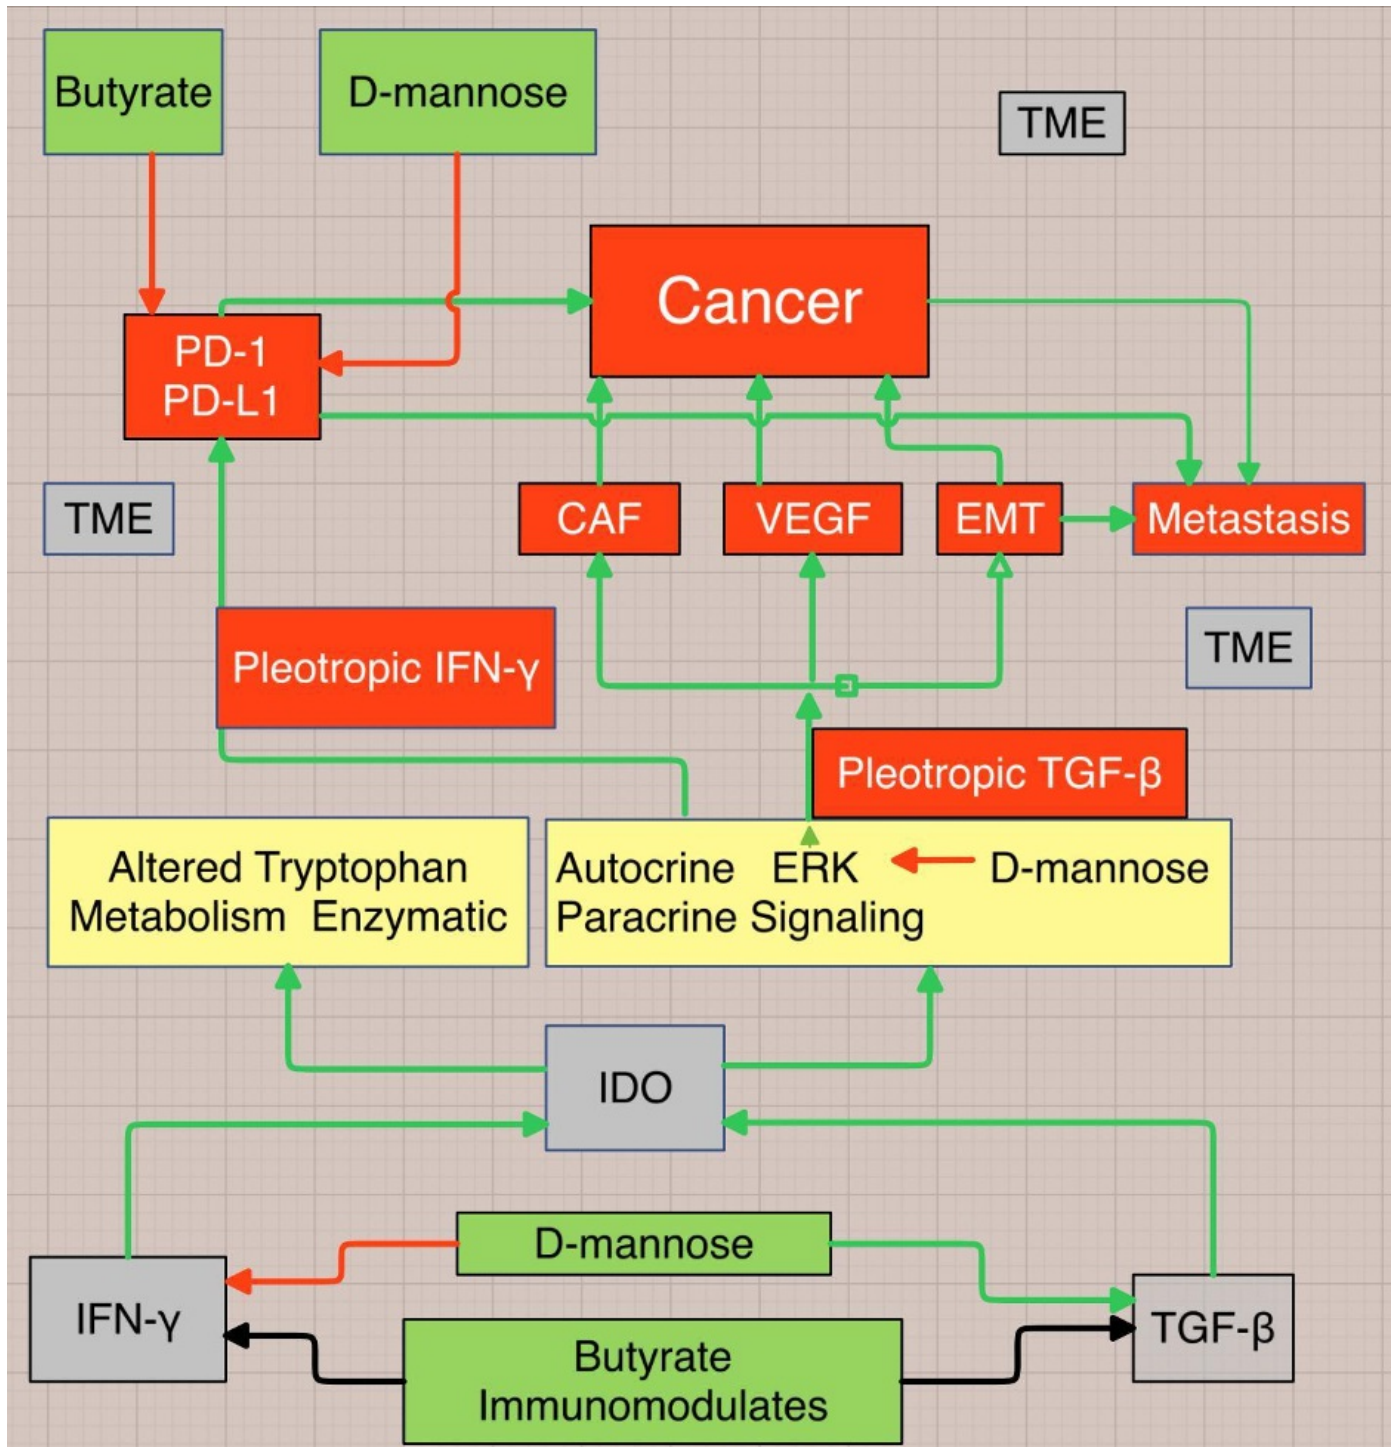 Butyrate
D-mannose
TME
Cancer
PD-1
PD-L1
TME
CAF
VEGF
EMT
Metastasis
Pleotropic IFN-γ
TME
Pleotropic TGF-β
Altered Tryptophan
Metabolism Enzymatic
Autocrine ERK D-mannose
Paracrine Signaling
IDO
D-mannose
IFN-γ
TGF-β
Butyrate
Immunomodulates